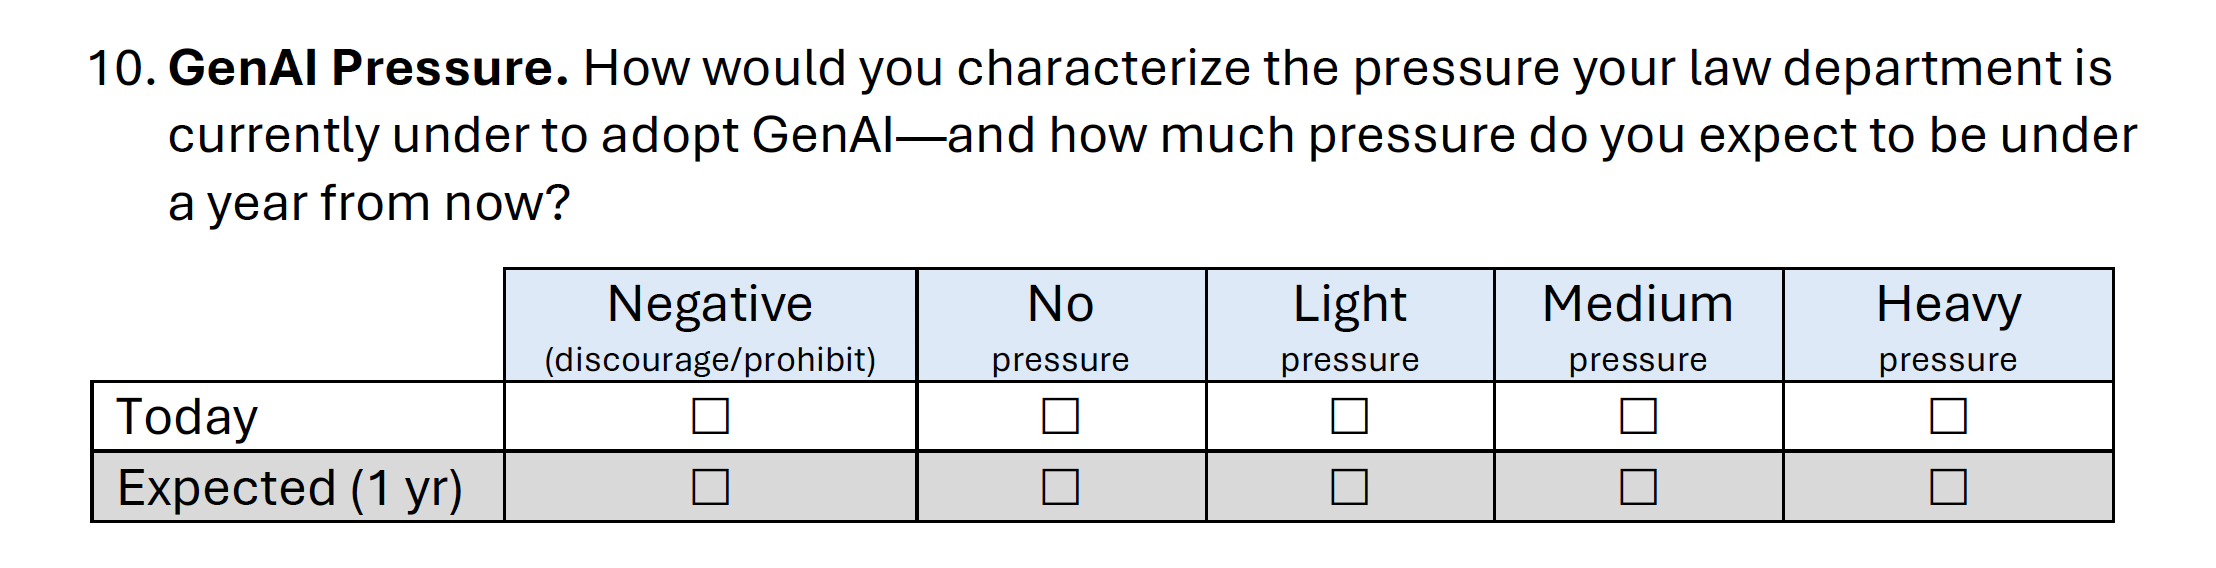 10. GenAI Pressure. How would you characterize the pressure your law department is
currently under to adopt GenAI—and how much pressure do you expect to be under
a year from now?
Negative No Light Medium Heavy
(discourage/prohibit) pressure pressure pressure pressure
Today ☐ ☐ ☐ ☐ ☐
Expected (1 yr) ☐ ☐ ☐ ☐ ☐